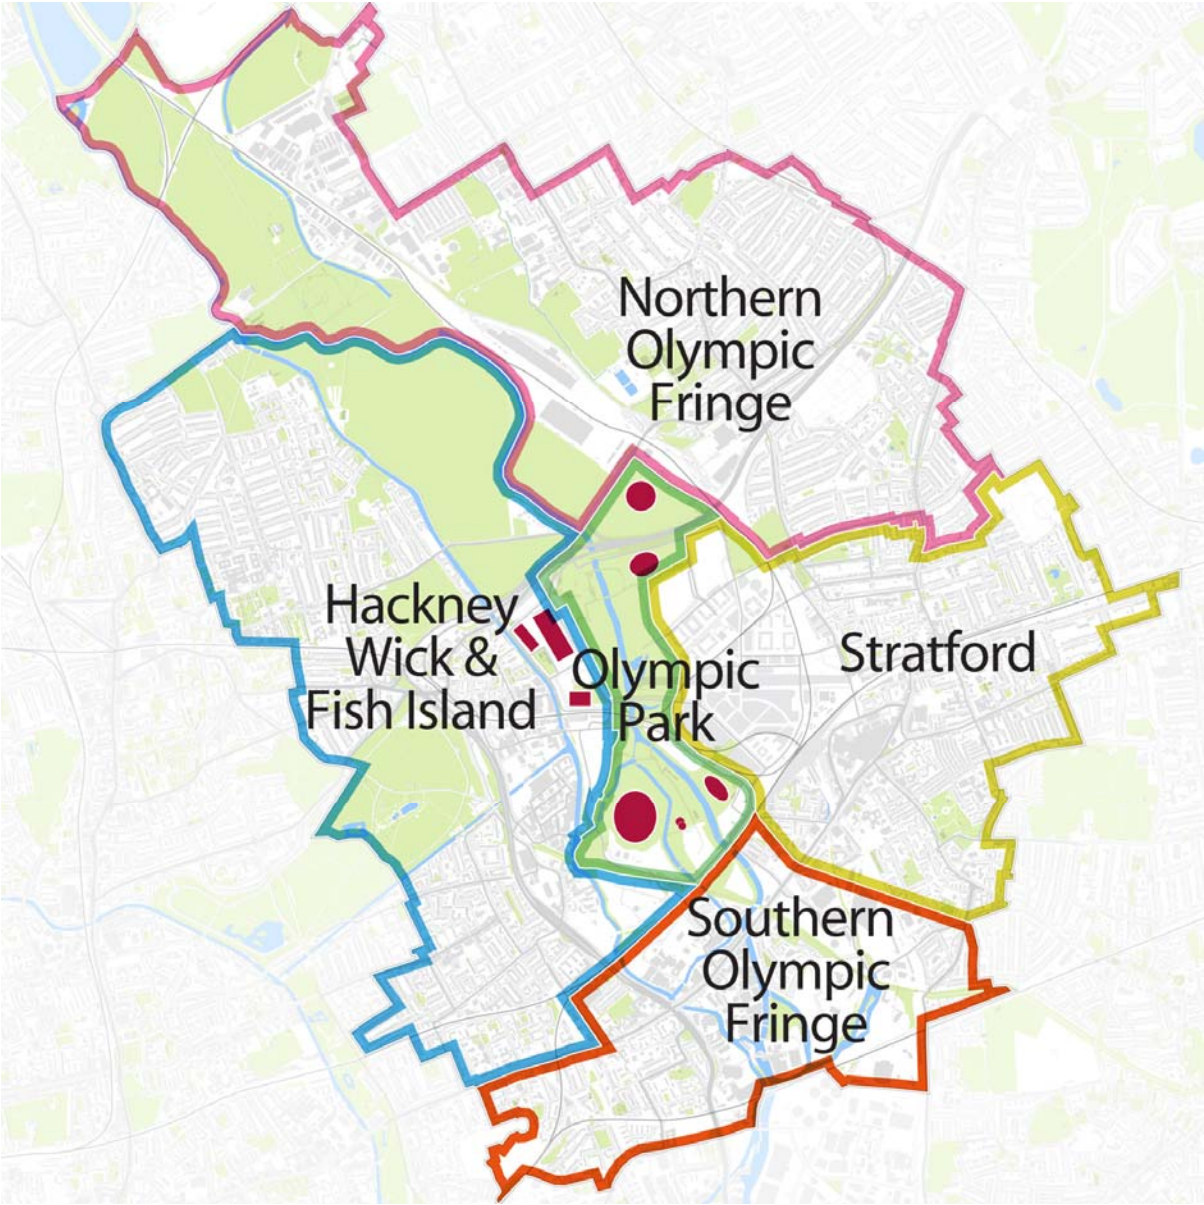 Northern
Olympic
Fringe
Hackney
Wick &
Fish Island
Olympic
Park
Stratford
Southern
Olympic
Fringe